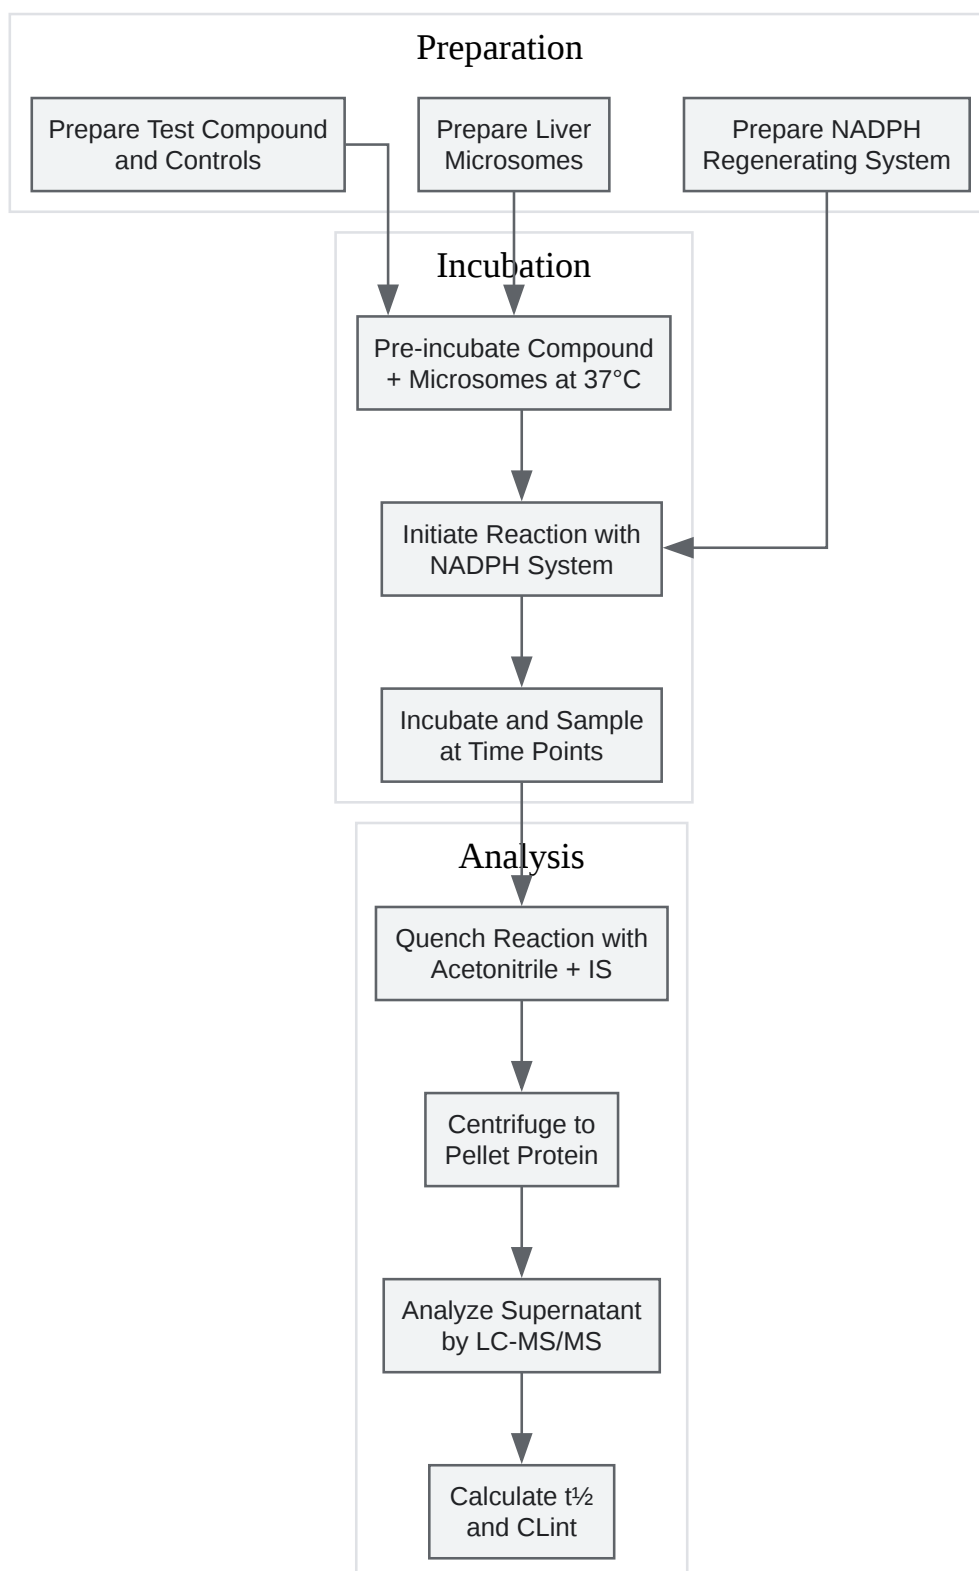 Preparation
Prepare Test Compound
and Controls
Prepare Liver
Microsomes
Prepare NADPH
Regenerating System
Incubation
Pre-incubate Compound
+ Microsomes at 37°C
Initiate Reaction with
NADPH System
Incubate and Sample
at Time Points
Analysis
Quench Reaction with
Acetonitrile + IS
Centrifuge to
Pellet Protein
Analyze Supernatant
by LC-MS/MS
Calculate t½
and CLint